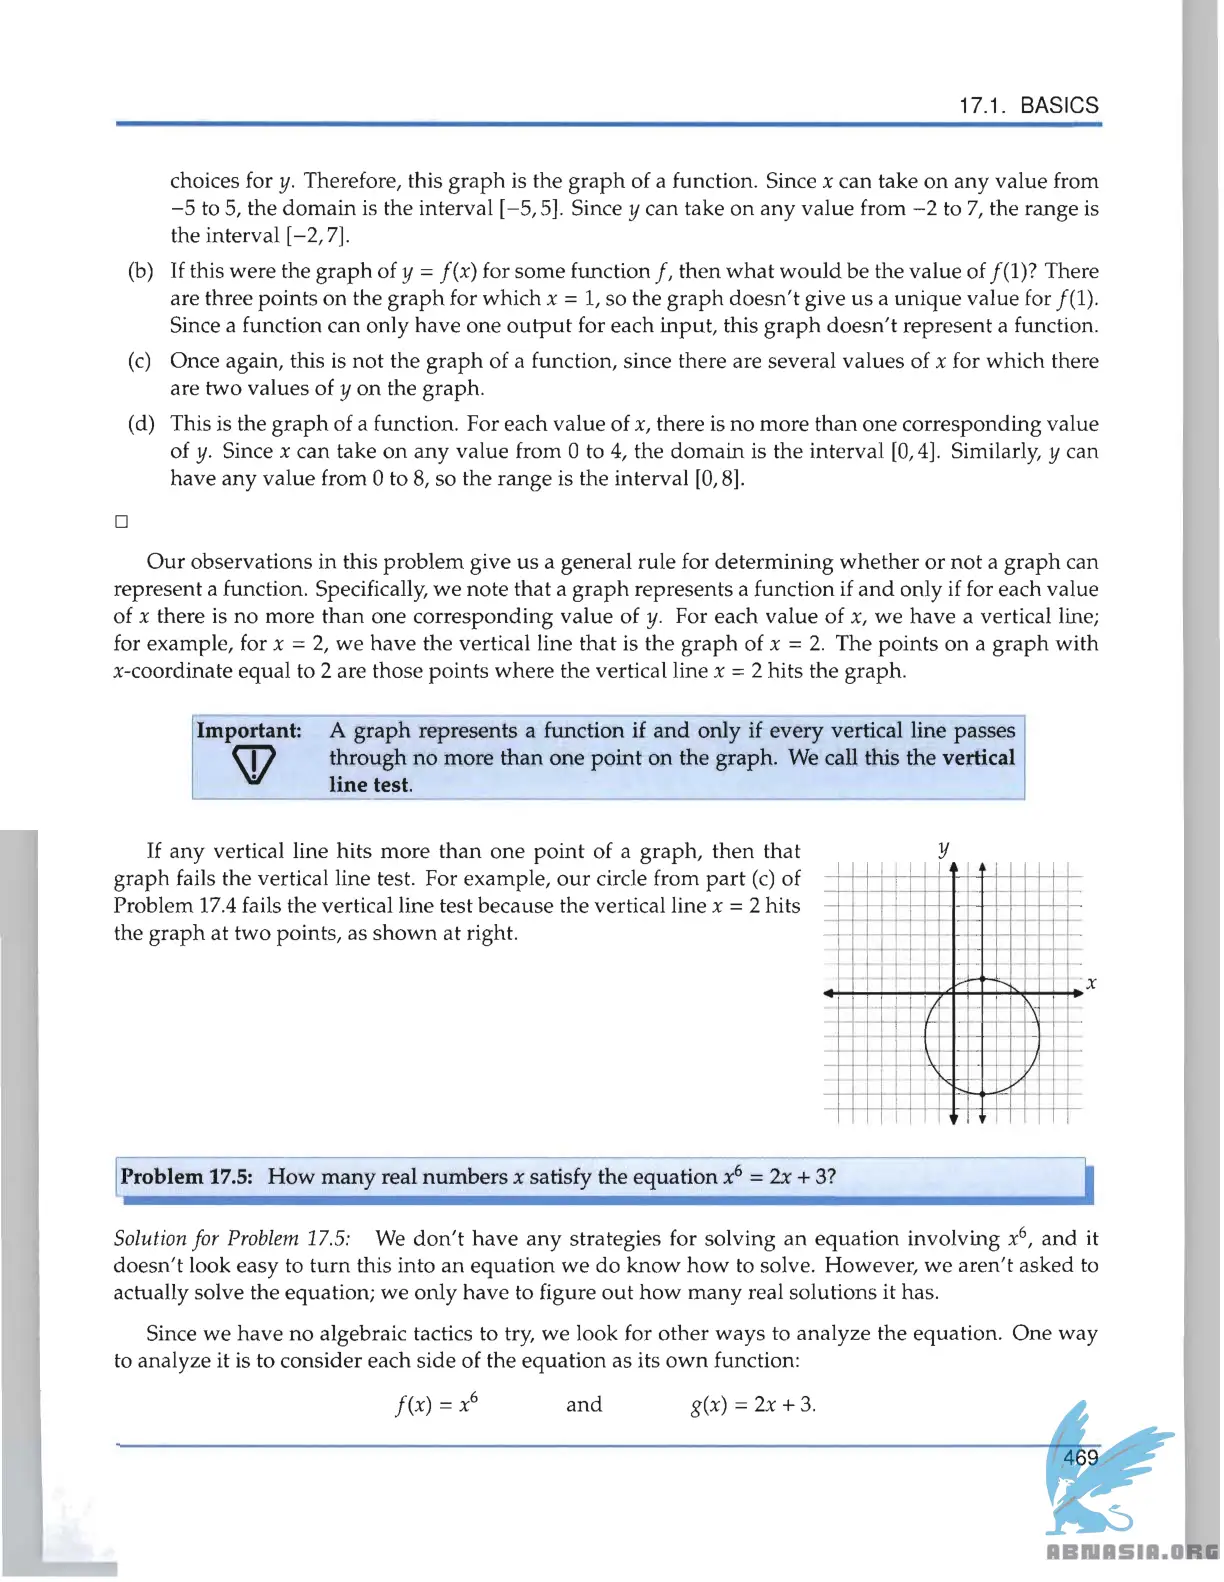 17.1. BASICS
choices for y. Therefore, this graph is the graph of a function. Since x can take on any value from
−5 to 5, the domain is the interval [−5, 5]. Since y can take on any value from −2 to 7, the range is
the interval [−2, 7].
(b) If this were the graph of y = f(x) for some function f, then what would be the value of f(1)? There
are three points on the graph for which x = 1, so the graph doesn't give us a unique value for f(1).
Since a function can only have one output for each input, this graph doesn't represent a function.
(c) Once again, this is not the graph of a function, since there are several values of x for which there
are two values of y on the graph.
(d) This is the graph of a function. For each value of x, there is no more than one corresponding value
of y. Since x can take on any value from 0 to 4, the domain is the interval [0, 4]. Similarly, y can
have any value from 0 to 8, so the range is the interval [0, 8].
□
Our observations in this problem give us a general rule for determining whether or not a graph can
represent a function. Specifically, we note that a graph represents a function if and only if for each value
of x there is no more than one corresponding value of y. For each value of x, we have a vertical line;
for example, for x = 2, we have the vertical line that is the graph of x = 2. The points on a graph with
x-coordinate equal to 2 are those points where the vertical line x = 2 hits the graph.
Important: A graph represents a function if and only if every vertical line passes
through no more than one point on the graph. We call this the vertical
line test.
If any vertical line hits more than one point of a graph, then that
graph fails the vertical line test. For example, our circle from part (c) of
Problem 17.4 fails the vertical line test because the vertical line x = 2 hits
the graph at two points, as shown at right.
y
x
Problem 17.5: How many real numbers x satisfy the equation x⁶ = 2x + 3?
Solution for Problem 17.5: We don't have any strategies for solving an equation involving x⁶, and it
doesn't look easy to turn this into an equation we do know how to solve. However, we aren't asked to
actually solve the equation; we only have to figure out how many real solutions it has.
Since we have no algebraic tactics to try, we look for other ways to analyze the equation. One way
to analyze it is to consider each side of the equation as its own function:
f(x) = x⁶ and g(x) = 2x + 3.
469
ABNASIA.ORG